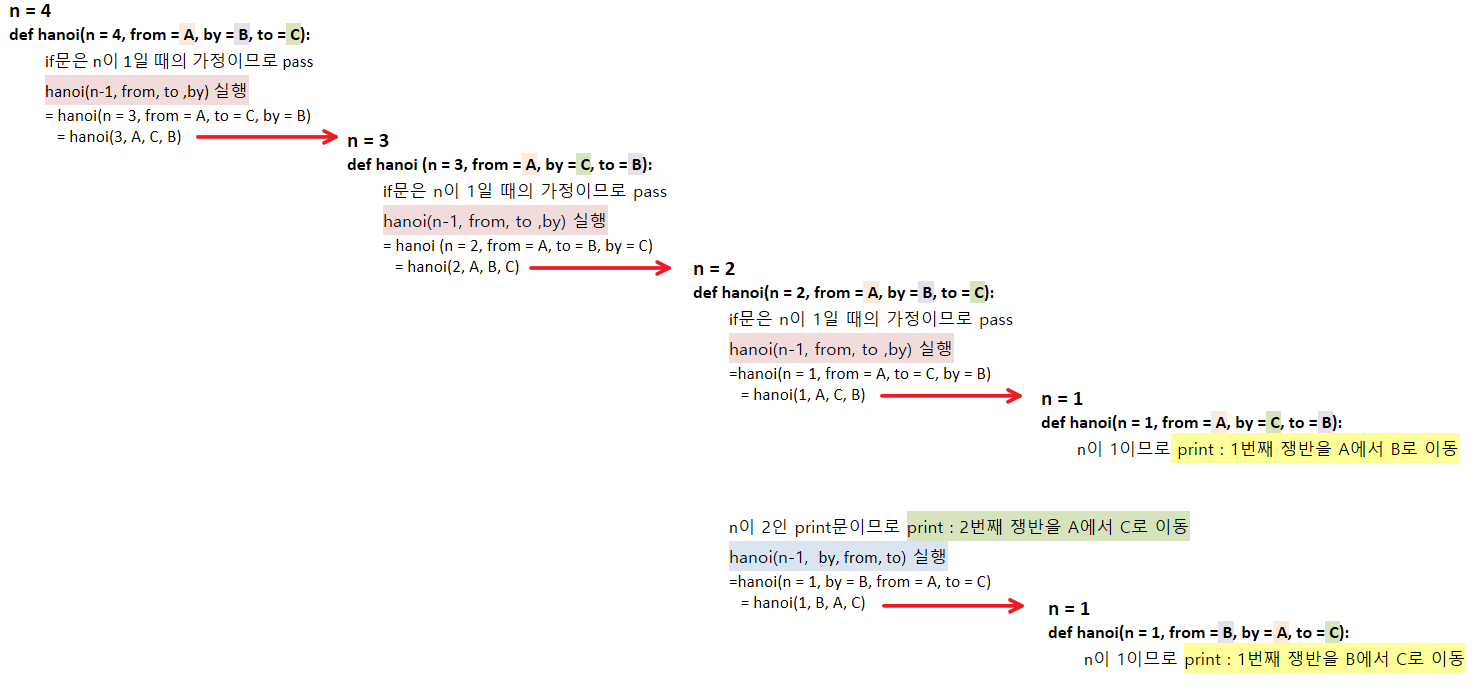 n = 4
def hanoi(n = 4, from = A, by = B, to = C):
if문은 n이 1일 때의 가정이므로 pass
hanoi(n-1, from, to ,by) 실행
= hanoi(n = 3, from = A, to = C, by = B)
= hanoi(3, A, C, B)
n = 3
def hanoi (n = 3, from = A, by = C, to = B):
if문은 n이 1일 때의 가정이므로 pass
hanoi(n-1, from, to ,by) 실행
= hanoi (n = 2, from = A, to = B, by = C)
= hanoi(2, A, B, C)
n = 2
def hanoi(n = 2, from = A, by = B, to = C):
if문은 n이 1일 때의 가정이므로 pass
hanoi(n-1, from, to ,by) 실행
=hanoi(n = 1, from = A, to = C, by = B)
= hanoi(1, A, C, B)
n = 1
def hanoi(n = 1, from = A, by = C, to = B):
n이 1이므로 print : 1번째 쟁반을 A에서 B로 이동
n이 2인 print문이므로 print : 2번째 쟁반을 A에서 C로 이동
hanoi(n-1, by, from, to) 실행
=hanoi(n = 1, by = B, from = A, to = C)
= hanoi(1, B, A, C)
n = 1
def hanoi(n = 1, from = B, by = A, to = C):
n이 1이므로 print : 1번째 쟁반을 B에서 C로 이동